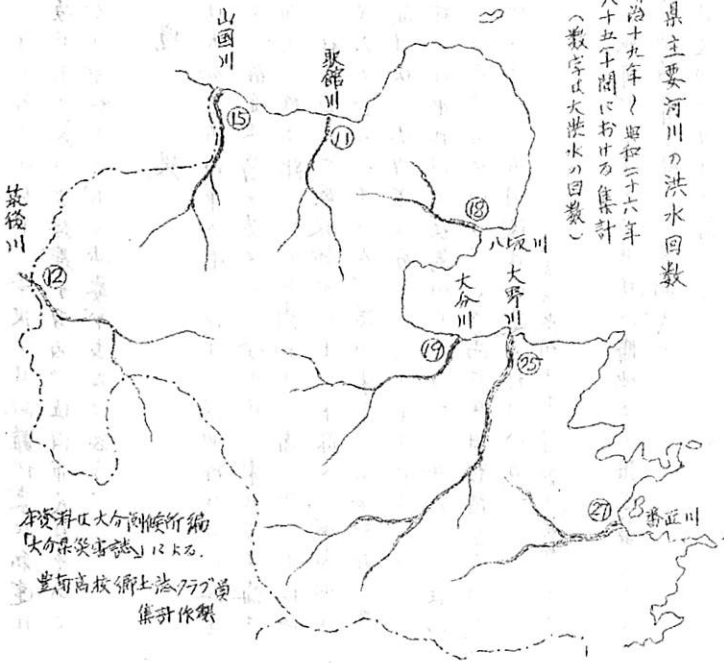 県主要河川の洪水回数
治十九年～昭和二十六年
六十五年間における集計
（数字は大洪水の回数）
山國川
⑮
駅館川
⑪
⑱
八坂川
筑後川
⑫
大分川
⑲
大野川
㉕
㉗
番匠川
本資料は大分測候所編
「大分県災害誌」による.
豊南高校郷土誌クラブ員
集計作製